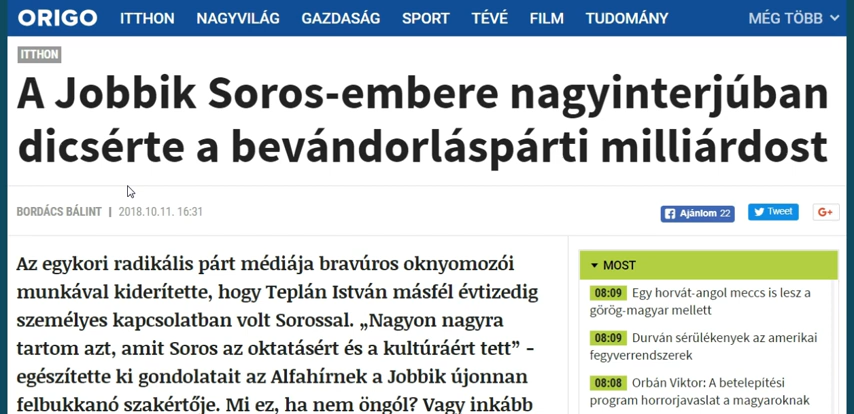 ORIGO ITTHON NAGYVILÁG GAZDASÁG SPORT TÉVÉ FILM TUDOMÁNY MÉG TÖBB
ITTHON
A Jobbik Soros-embere nagyinterjúban
dicsérte a bevándorláspárti milliárdost
BORDÁCS BÁLINT | 2018.10.11. 16:31
Ajánlom 22 Tweet G+
Az egykori radikális párt médiája bravúros oknyomozói
munkával kiderítette, hogy Teplán István másfél évtizedig
személyes kapcsolatban volt Sorossal. „Nagyon nagyra
tartom azt, amit Soros az oktatásért és a kultúráért tett” -
egészítette ki gondolatait az Alfahírnek a Jobbik újonnan
felbukkanó szakértője. Mi ez, ha nem öngól? Vagy inkább
MOST
08:09 Egy horvát-angol meccs is lesz a
görög-magyar mellett
08:09 Durván sérülékenyek az amerikai
fegyverrendszerek
08:08 Orbán Viktor: A betelepítési
program horrorjavaslat a magyaroknak